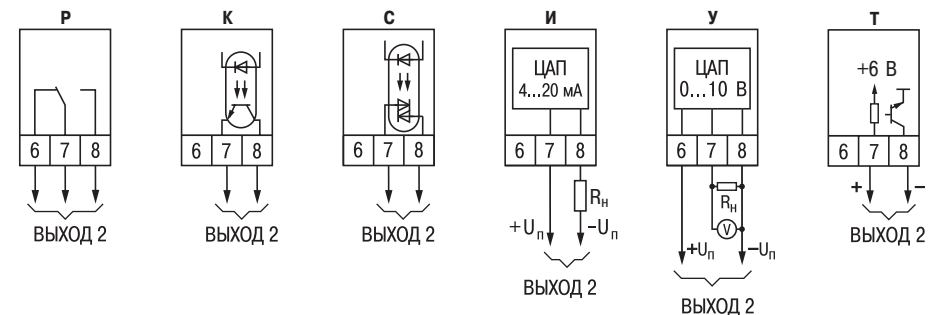 Р К С И У Т
ЦАП
4...20 мА
ЦАП
0...10 В
+6 В
6 7 8
6 7 8
6 7 8
6 7 8
6 7 8
6 7 8
+ −
Rн
Rн
V
+Uп −Uп
+Uп −Uп
ВЫХОД 2
ВЫХОД 2
ВЫХОД 2
ВЫХОД 2
ВЫХОД 2
ВЫХОД 2